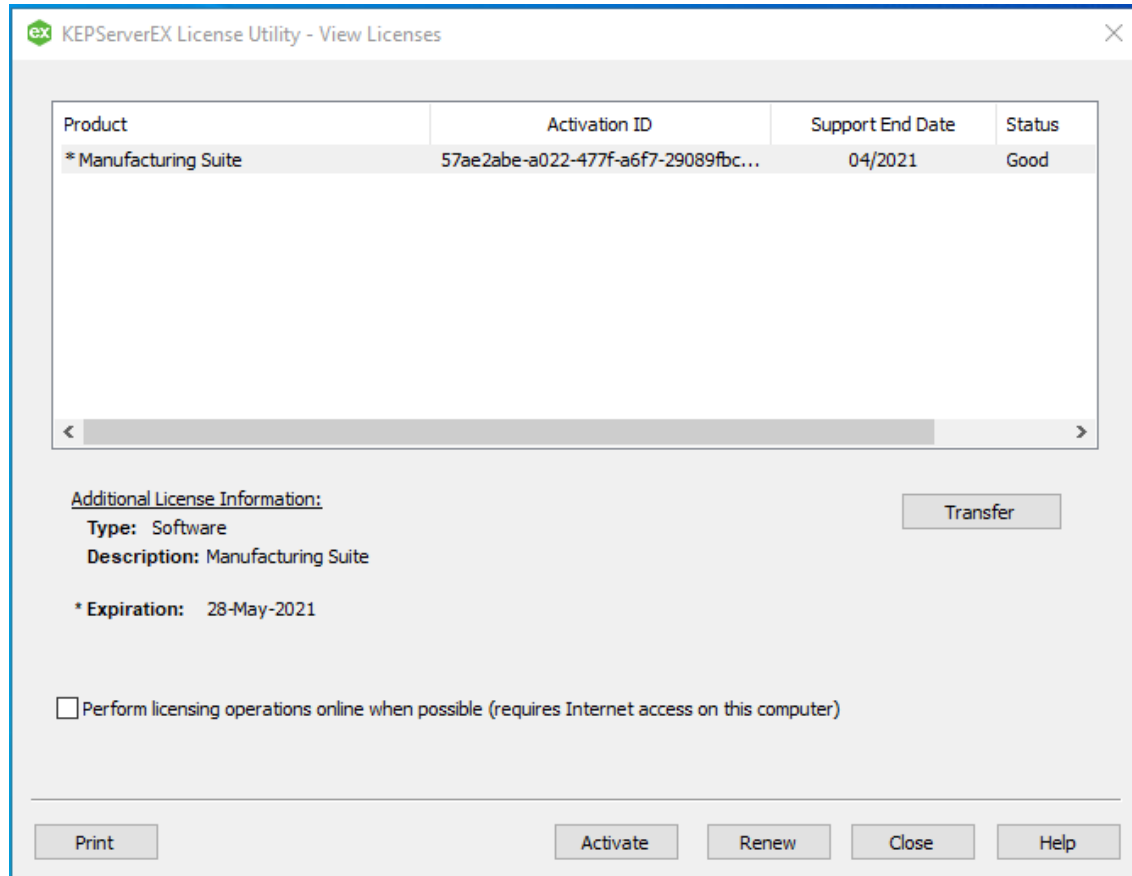 ex KEPServerEX License Utility - View Licenses
Product Activation ID Support End Date Status
* Manufacturing Suite 57ae2abe-a022-477f-a6f7-29089fbc... 04/2021 Good
Additional License Information:
Transfer
Type: Software
Description: Manufacturing Suite
* Expiration: 28-May-2021
Perform licensing operations online when possible (requires Internet access on this computer)
Print Activate Renew Close Help